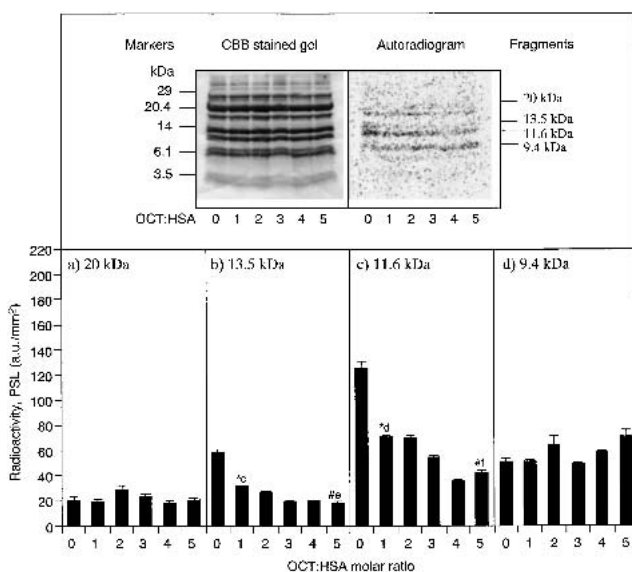 Markers CBB stained gel Autoradiogram Fragments
kDa
29
20.4
14
6.1
3.5
20 kDa
13.5 kDa
11.6 kDa
9.4 kDa
OCT:HSA 0 1 2 3 4 5 0 1 2 3 4 5
220
200
180
160
140
120
100
80
60
40
20
0
Radioactivity, PSL (a.u./mm²)
a) 20 kDa b) 13.5 kDa c) 11.6 kDa d) 9.4 kDa
*c #e *d #f
0 1 2 3 4 5 0 1 2 3 4 5 0 1 2 3 4 5 0 1 2 3 4 5
OCT:HSA molar ratio